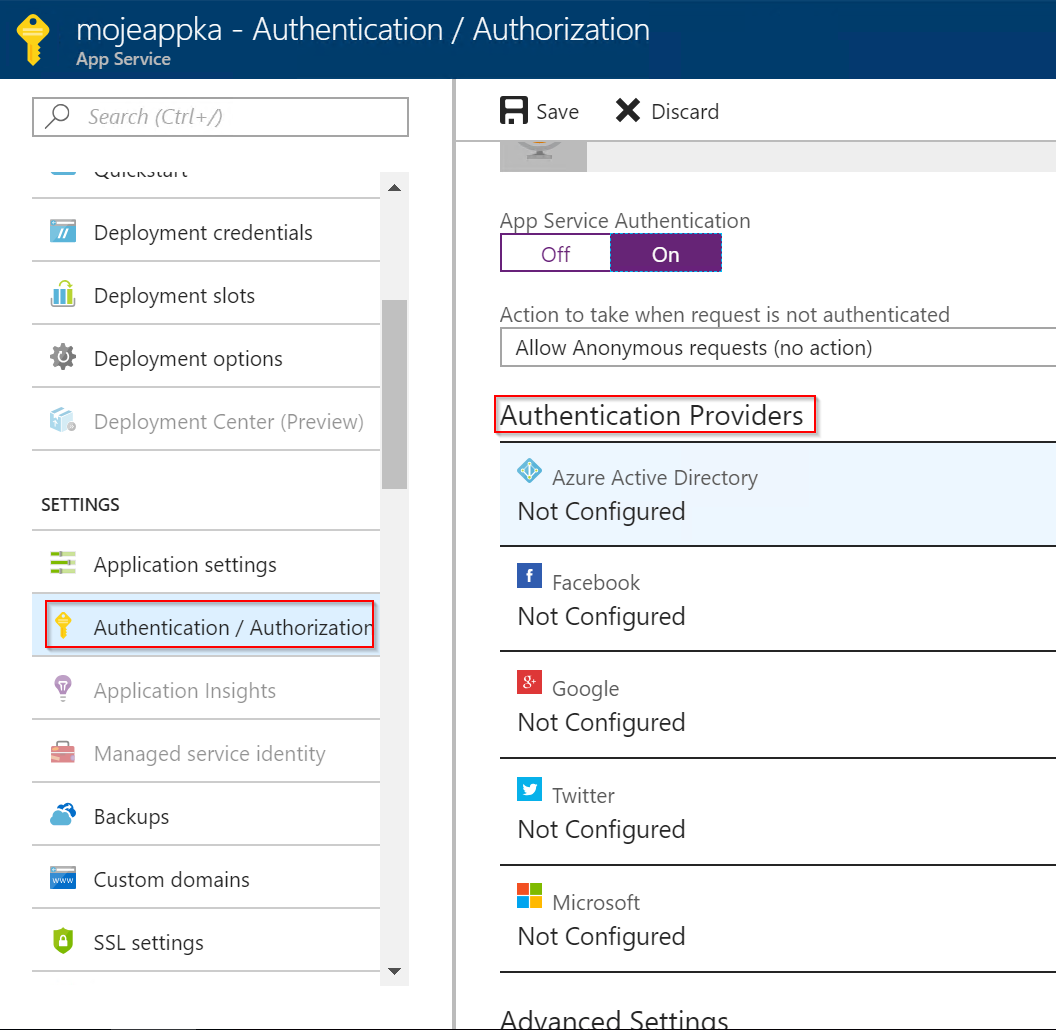 mojeappka - Authentication / Authorization
App Service
Search (Ctrl+/)
Quickstart
Deployment credentials
Deployment slots
Deployment options
Deployment Center (Preview)
SETTINGS
Application settings
Authentication / Authorization
Application Insights
Managed service identity
Backups
Custom domains
SSL settings
Save
Discard
App Service Authentication
Off
On
Action to take when request is not authenticated
Allow Anonymous requests (no action)
Authentication Providers
Azure Active Directory
Not Configured
Facebook
Not Configured
Google
Not Configured
Twitter
Not Configured
Microsoft
Not Configured
Advanced Settings